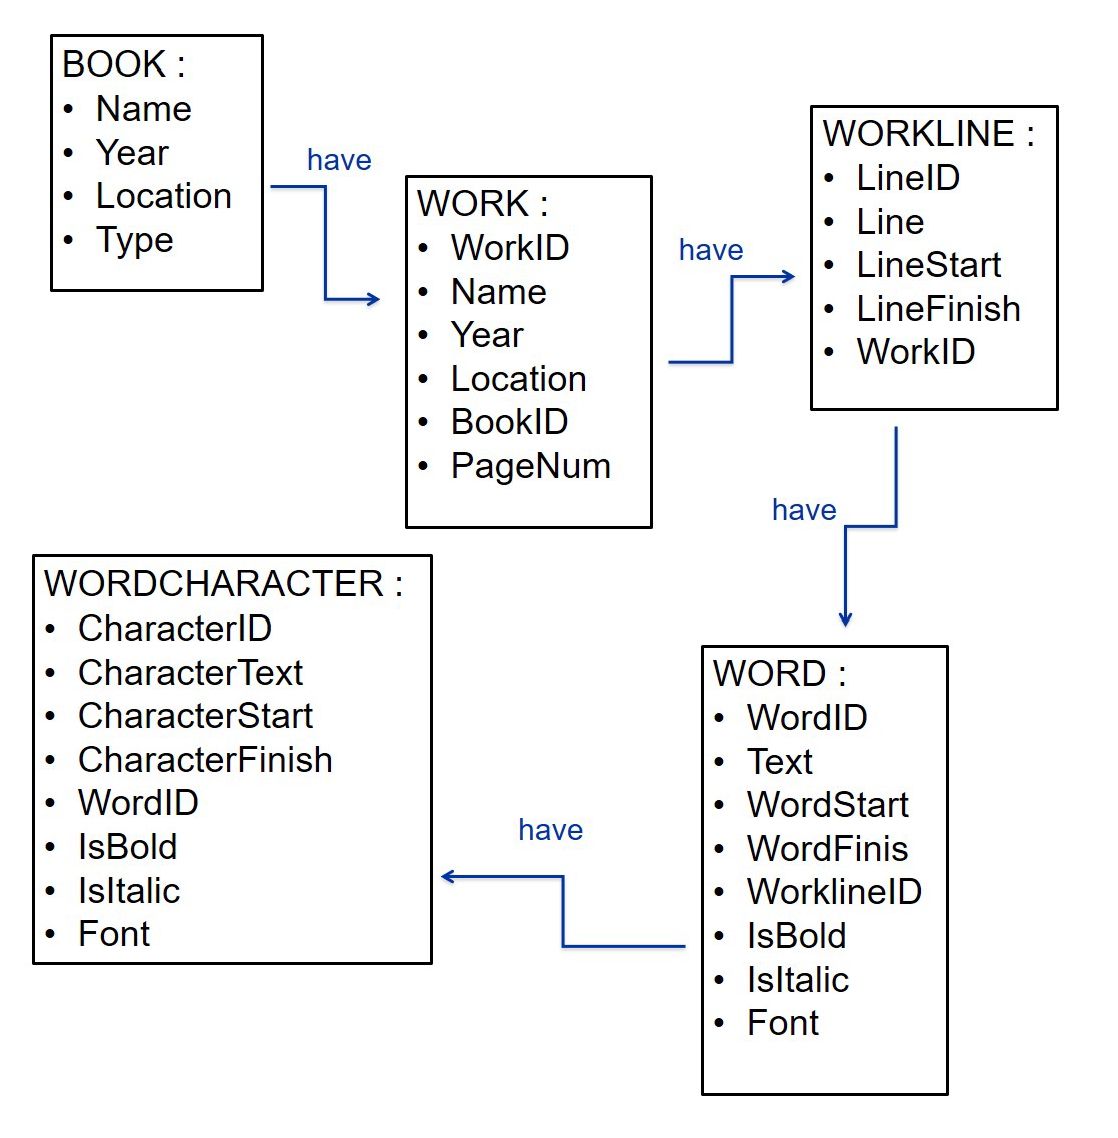 BOOK :
• Name
• Year
• Location
• Type
have
WORK :
• WorkID
• Name
• Year
• Location
• BookID
• PageNum
have
WORKLINE :
• LineID
• Line
• LineStart
• LineFinish
• WorkID
have
WORD :
• WordID
• Text
• WordStart
• WordFinis
• WorklineID
• IsBold
• IsItalic
• Font
have
WORDCHARACTER :
• CharacterID
• CharacterText
• CharacterStart
• CharacterFinish
• WordID
• IsBold
• IsItalic
• Font